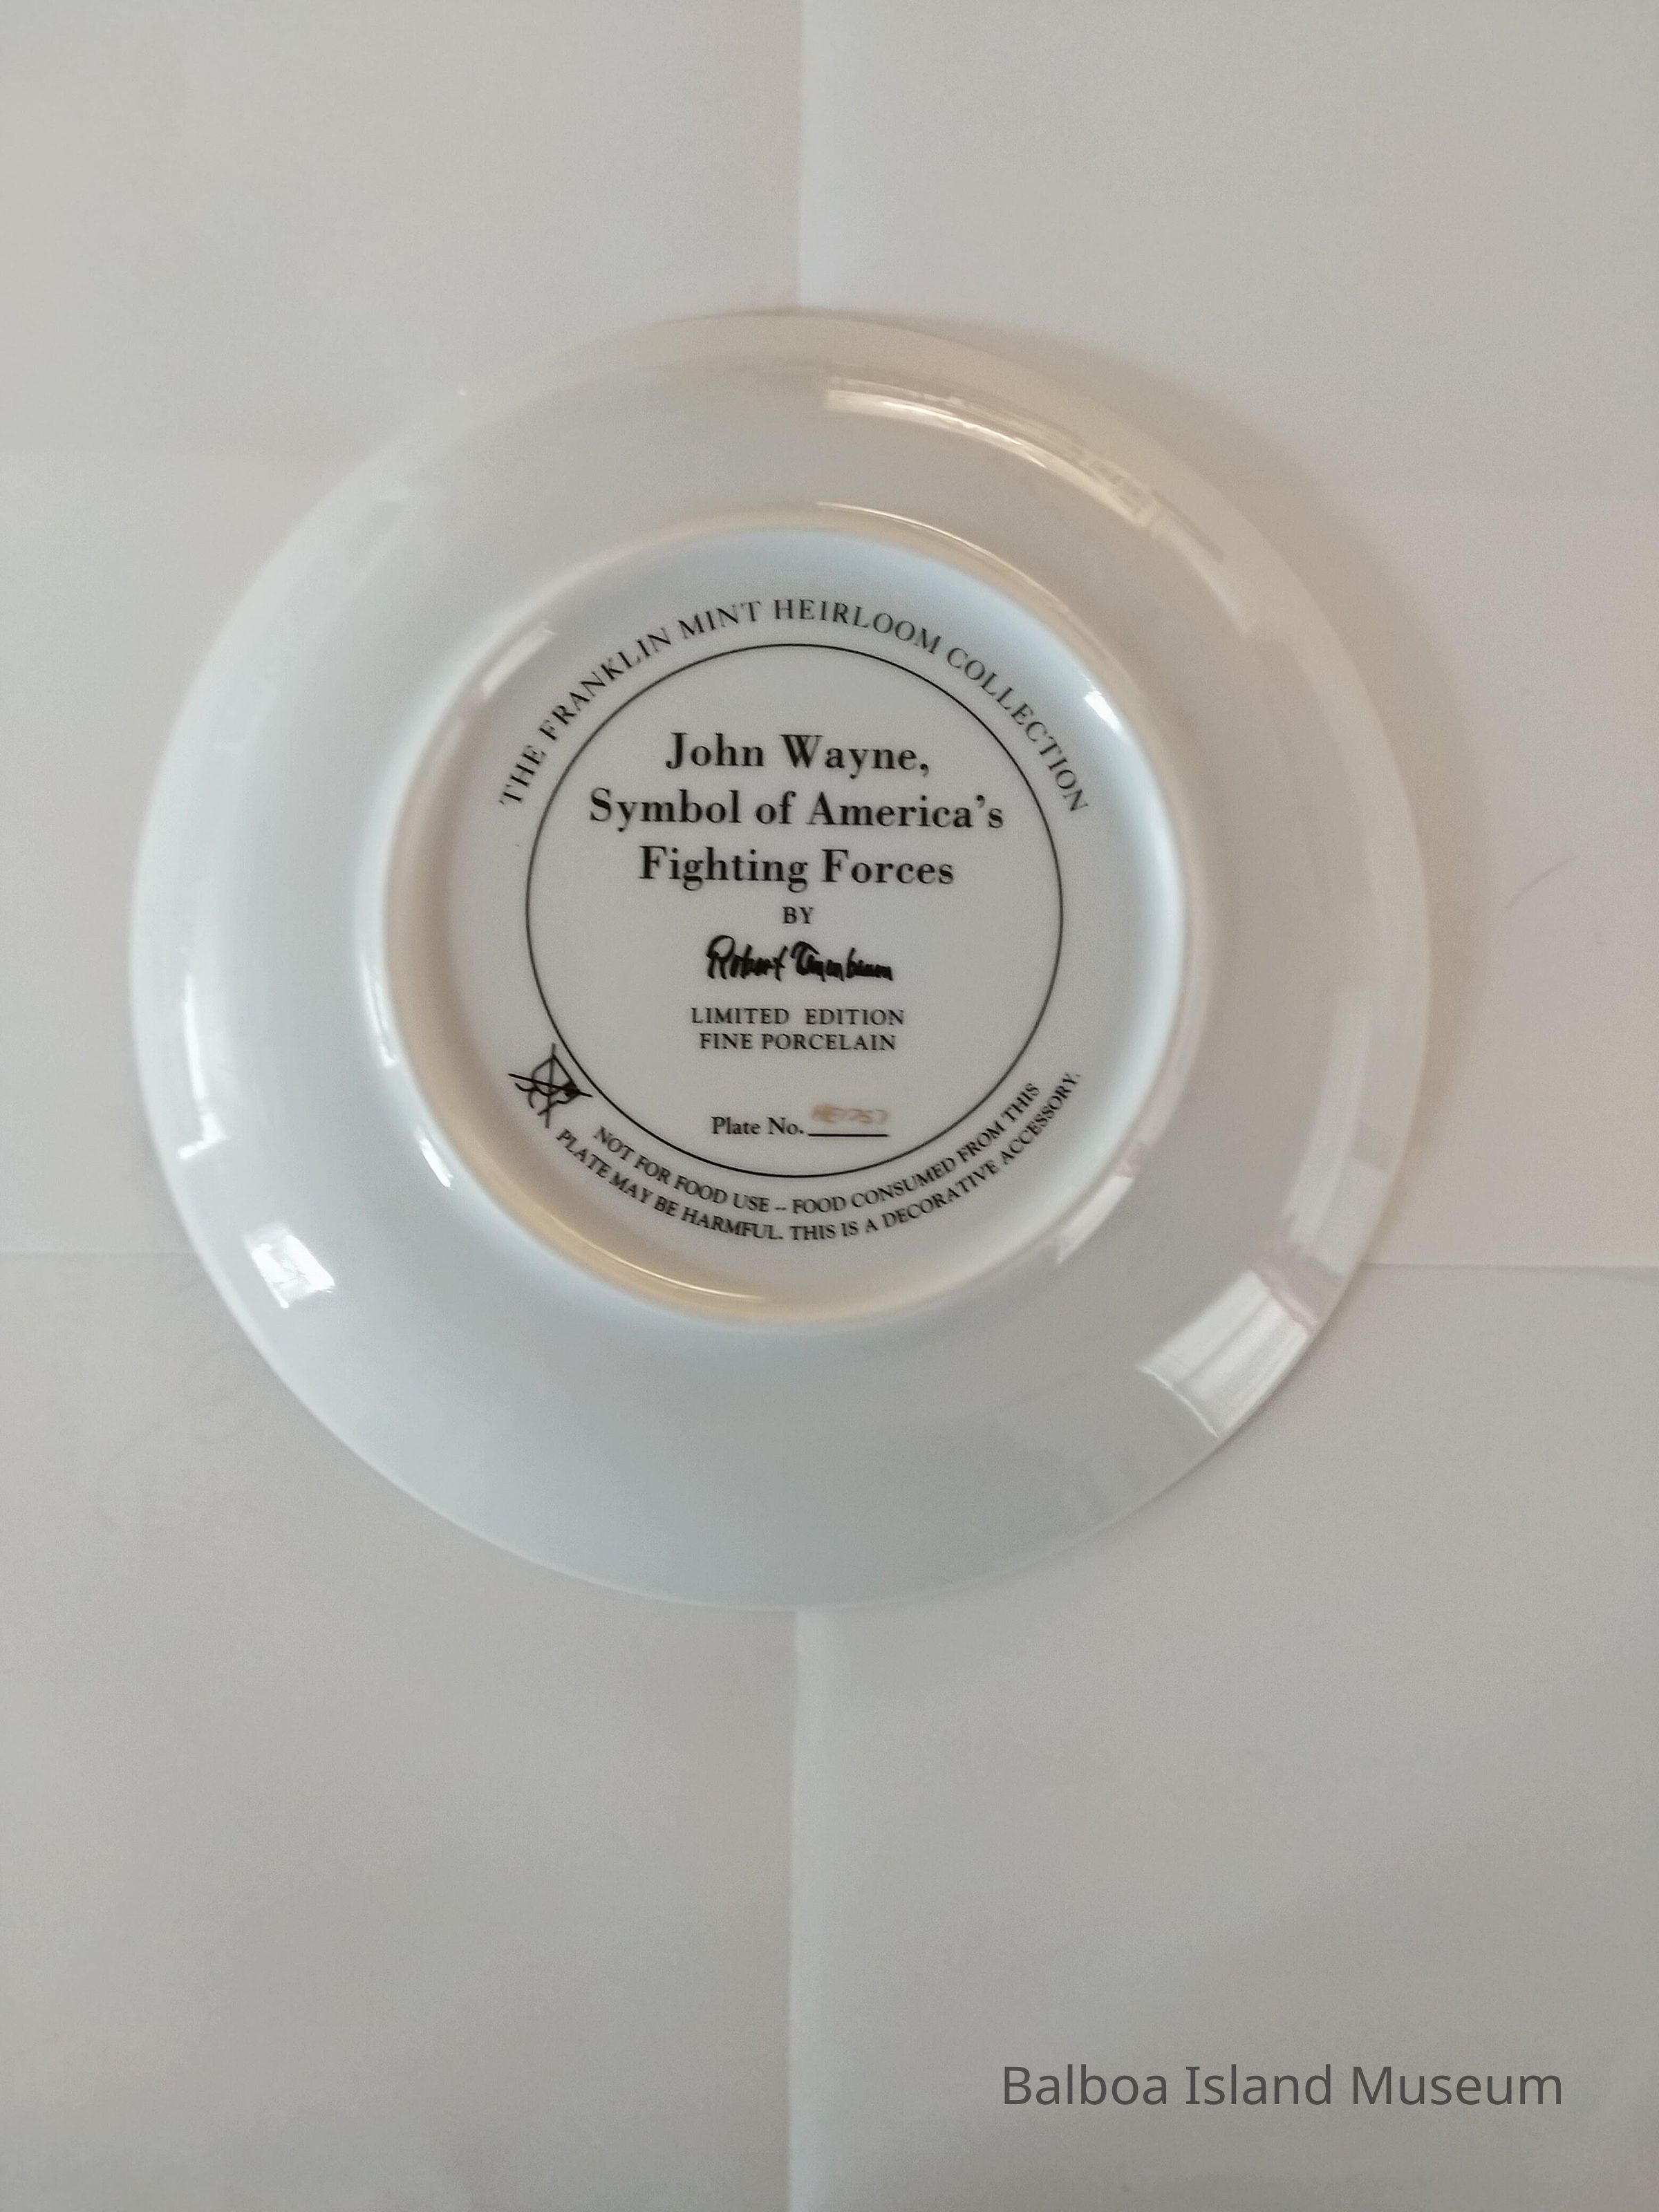 THE FRANKLIN MINT HEIRLOOM COLLECTION
John Wayne,
Symbol of America's
Fighting Forces
BY
Robert Tanenbaum
LIMITED EDITION
FINE PORCELAIN
Plate No.
NOT FOR FOOD USE -- FOOD CONSUMED FROM THIS
PLATE MAY BE HARMFUL. THIS IS A DECORATIVE ACCESSORY.
Balboa Island Museum